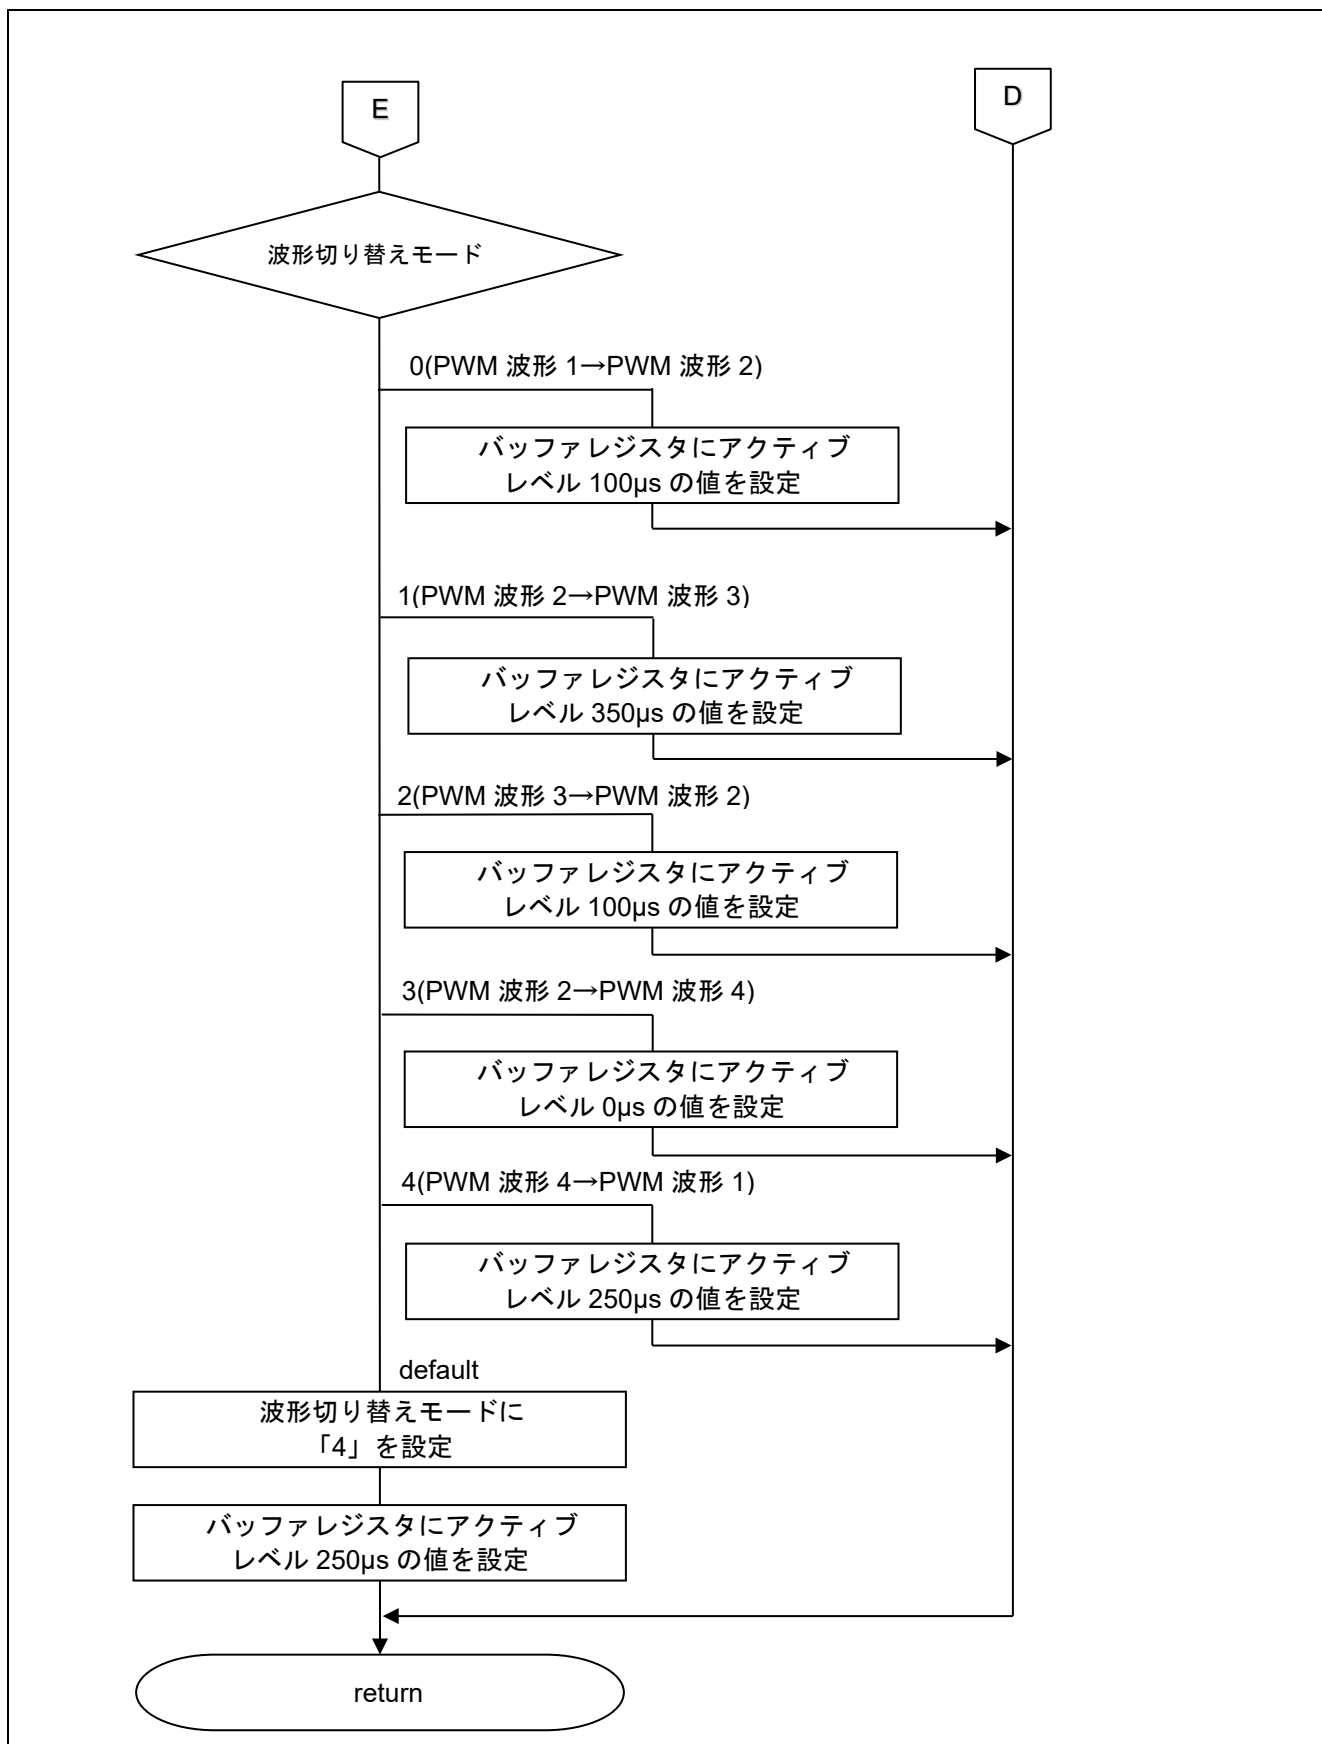 E
D
波形切り替えモード
0(PWM 波形 1→PWM 波形 2)
バッファレジスタにアクティブ
レベル 100µs の値を設定
1(PWM 波形 2→PWM 波形 3)
バッファレジスタにアクティブ
レベル 350µs の値を設定
2(PWM 波形 3→PWM 波形 2)
バッファレジスタにアクティブ
レベル 100µs の値を設定
3(PWM 波形 2→PWM 波形 4)
バッファレジスタにアクティブ
レベル 0µs の値を設定
4(PWM 波形 4→PWM 波形 1)
バッファレジスタにアクティブ
レベル 250µs の値を設定
default
波形切り替えモードに
「4」を設定
バッファレジスタにアクティブ
レベル 250µs の値を設定
return